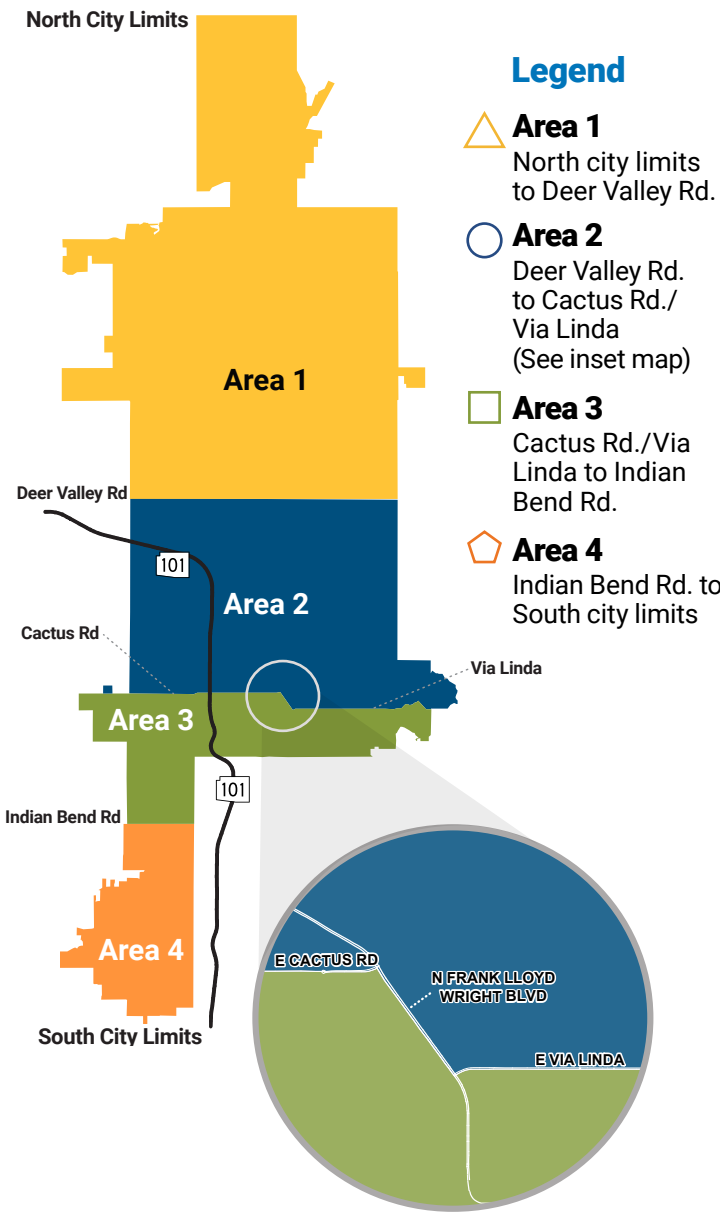 North City Limits
Legend
Area 1
North city limits
to Deer Valley Rd.
Area 2
Deer Valley Rd.
to Cactus Rd./
Via Linda
(See inset map)
Area 1
Area 3
Cactus Rd./Via
Linda to Indian
Bend Rd.
Deer Valley Rd
101
Area 4
Indian Bend Rd. to
South city limits
Area 2
Cactus Rd
Via Linda
Area 3
101
Indian Bend Rd
Area 4
South City Limits
E CACTUS RD
N FRANK LLOYD
WRIGHT BLVD
E VIA LINDA